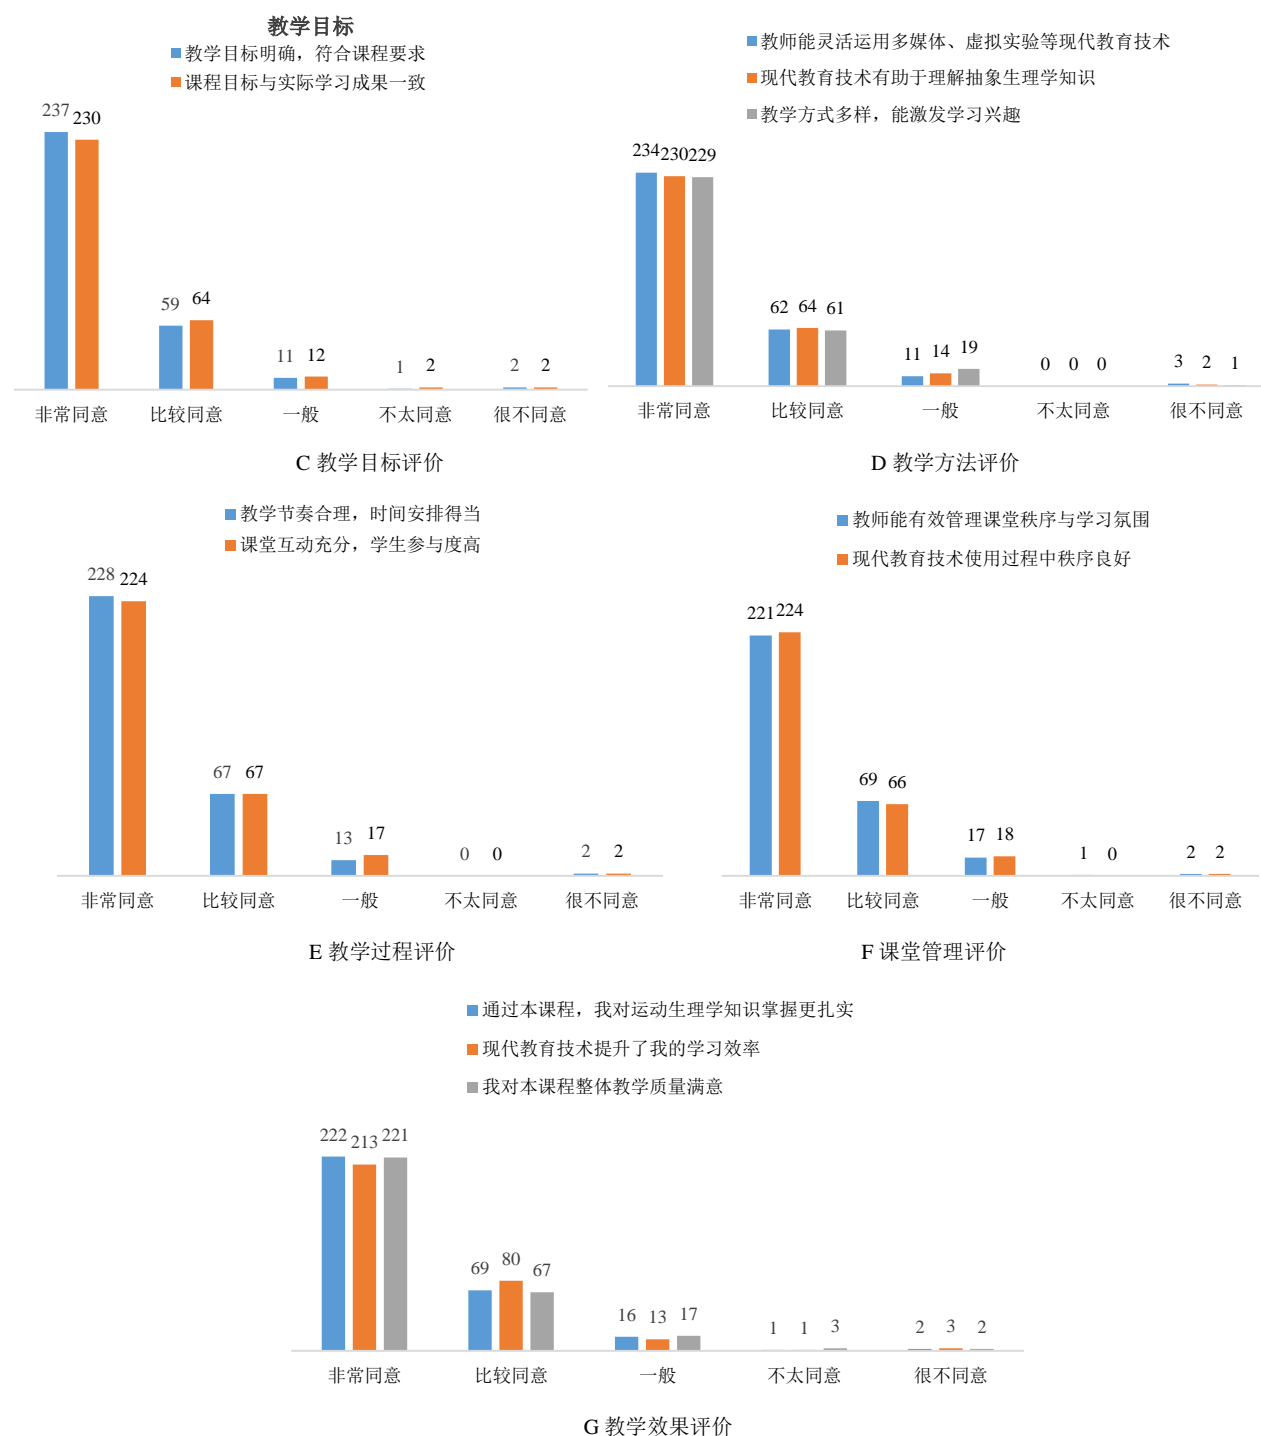 教学目标
教学目标明确，符合课程要求
课程目标与实际学习成果一致
237 230
59 64
11 12
1 2
2 2
非常同意 比较同意 一般 不太同意 很不同意
C 教学目标评价
教师能灵活运用多媒体、虚拟实验等现代教育技术
现代教育技术有助于理解抽象生理学知识
教学方式多样，能激发学习兴趣
234 230 229
62 64 61
11 14 19
0 0 0
3 2 1
非常同意 比较同意 一般 不太同意 很不同意
D 教学方法评价
教学节奏合理，时间安排得当
课堂互动充分，学生参与度高
228 224
67 67
13 17
0 0
2 2
非常同意 比较同意 一般 不太同意 很不同意
E 教学过程评价
教师能有效管理课堂秩序与学习氛围
现代教育技术使用过程中秩序良好
221 224
69 66
17 18
1 0
2 2
非常同意 比较同意 一般 不太同意 很不同意
F 课堂管理评价
通过本课程，我对运动生理学知识掌握更扎实
现代教育技术提升了我的学习效率
我对本课程整体教学质量满意
222 213 221
69 80 67
16 13 17
1 1 3
2 3 2
非常同意 比较同意 一般 不太同意 很不同意
G 教学效果评价